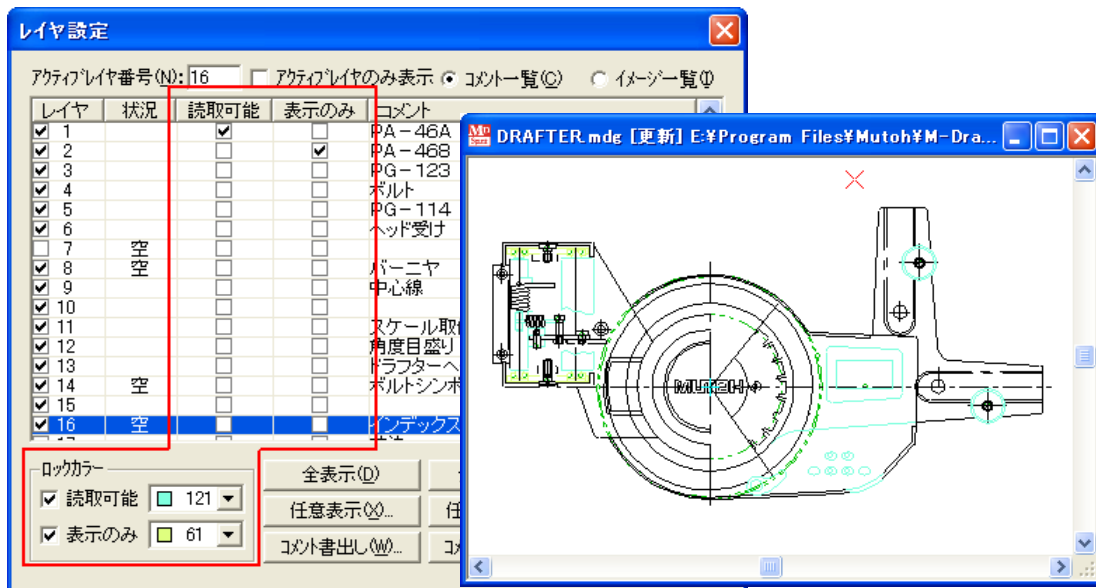 レイヤ設定
アクティブレイヤ番号(N): 16 アクティブレイヤのみ表示 コメント一覧(C) イメージ一覧(I)
レイヤ 状況 読取可能 表示のみ コメント
1 PA-46A
2 PA-468
3 PG-123
4 ボルト
5 PG-114
6 ヘッド受け
7 空
8 空 バーニヤ
9 中心線
10
11 スケール取
12 角度目盛り
13 ドラフターヘ
14 空 ボルトシンボ
15
16 空 インデックス
ロックカラー
読取可能 121
表示のみ 61
全表示(D)
任意表示(X)... 任
コメント書出し(W)... コメ
DRAFTER.mdg [更新] E:¥Program Files¥Mutoh¥M-Dra...
MUTOH